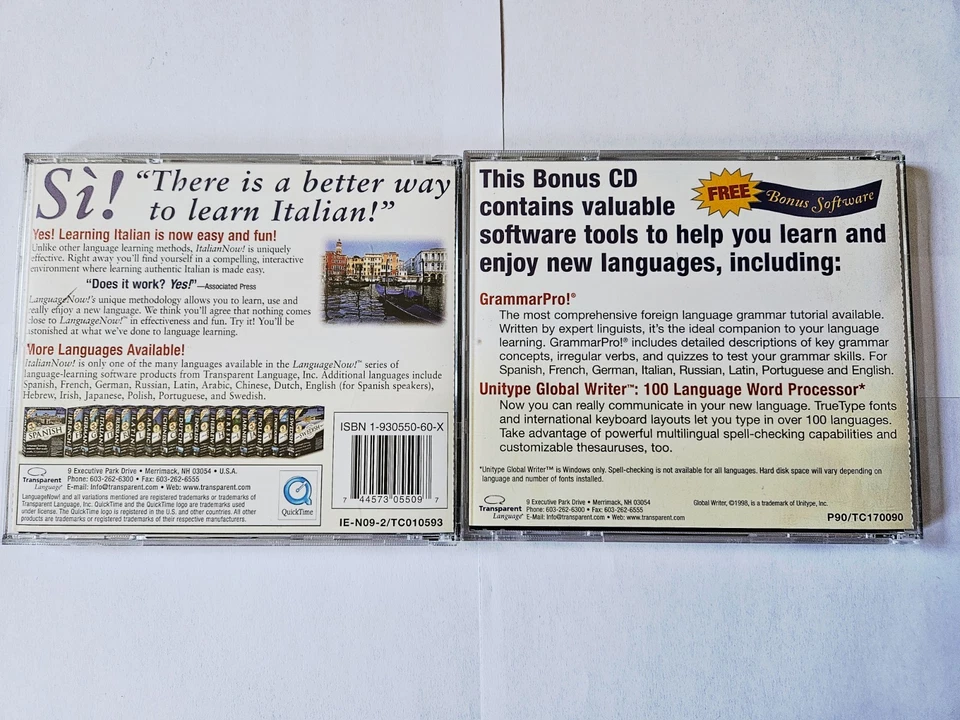 Sì! "There is a better way
to learn Italian!"
Yes! Learning Italian is now easy and fun!
Unlike other language learning methods, ItalianNow! is uniquely
effective. Right away you'll find yourself in a compelling, interactive
environment where learning authentic Italian is made easy.
"Does it work? Yes!"—Associated Press
LanguageNow!'s unique methodology allows you to learn, use and
really enjoy a new language. We think you'll agree that nothing comes
close to LanguageNow!™ in effectiveness and fun. Try it! You'll be
astonished at what we've done to language learning.
More Languages Available!
ItalianNow! is only one of the many languages available in the LanguageNow!™ series of
language-learning software products from Transparent Language, Inc. Additional languages include
Spanish, French, German, Russian, Latin, Arabic, Chinese, Dutch, English (for Spanish speakers),
Hebrew, Irish, Japanese, Polish, Portuguese, and Swedish.
SPANISH
SWEDISH
ISBN 1-930550-60-X
7 44573 05509 7
Transparent
Language®
9 Executive Park Drive • Merrimack, NH 03054 • U.S.A.
Phone: 603-262-6300 • Fax: 603-262-6555
E-mail: Info@transparent.com • Web: www.transparent.com
LanguageNow! and all variations mentioned are registered trademarks or trademarks of
Transparent Language, Inc. QuickTime and the QuickTime logo are trademarks used
under license. The QuickTime logo is registered in the U.S. and other countries. All other
products are trademarks or registered trademarks of their respective companies.
QuickTime
IE-N09-2/TC010593
This Bonus CD
contains valuable
software tools to help you learn and
enjoy new languages, including:
FREE
Bonus Software
GrammarPro!®
The most comprehensive foreign language grammar tutorial available.
Written by expert linguists, it's the ideal companion to your language
learning. GrammarPro!® includes detailed descriptions of key grammar
concepts, irregular verbs, and quizzes to test your grammar skills. For
Spanish, French, German, Italian, Russian, Latin, Portuguese and English.
Unitype Global Writer™: 100 Language Word Processor*
Now you can really communicate in your new language. TrueType fonts
and international keyboard layouts let you type in over 100 languages.
Take advantage of powerful multilingual spell-checking capabilities and
customizable thesauruses, too.
*Unitype Global Writer™ is Windows only. Spell-checking is not available for all languages. Hard disk space will vary depending on
language and number of fonts installed.
Transparent
Language®
9 Executive Park Drive • Merrimack, NH 03054
Phone: 603-262-6300 • Fax: 603-262-6555
E-Mail: Info@transparent.com • Web: www.transparent.com
Global Writer, ©1998, is a trademark of Unitype, Inc.
P90/TC170090